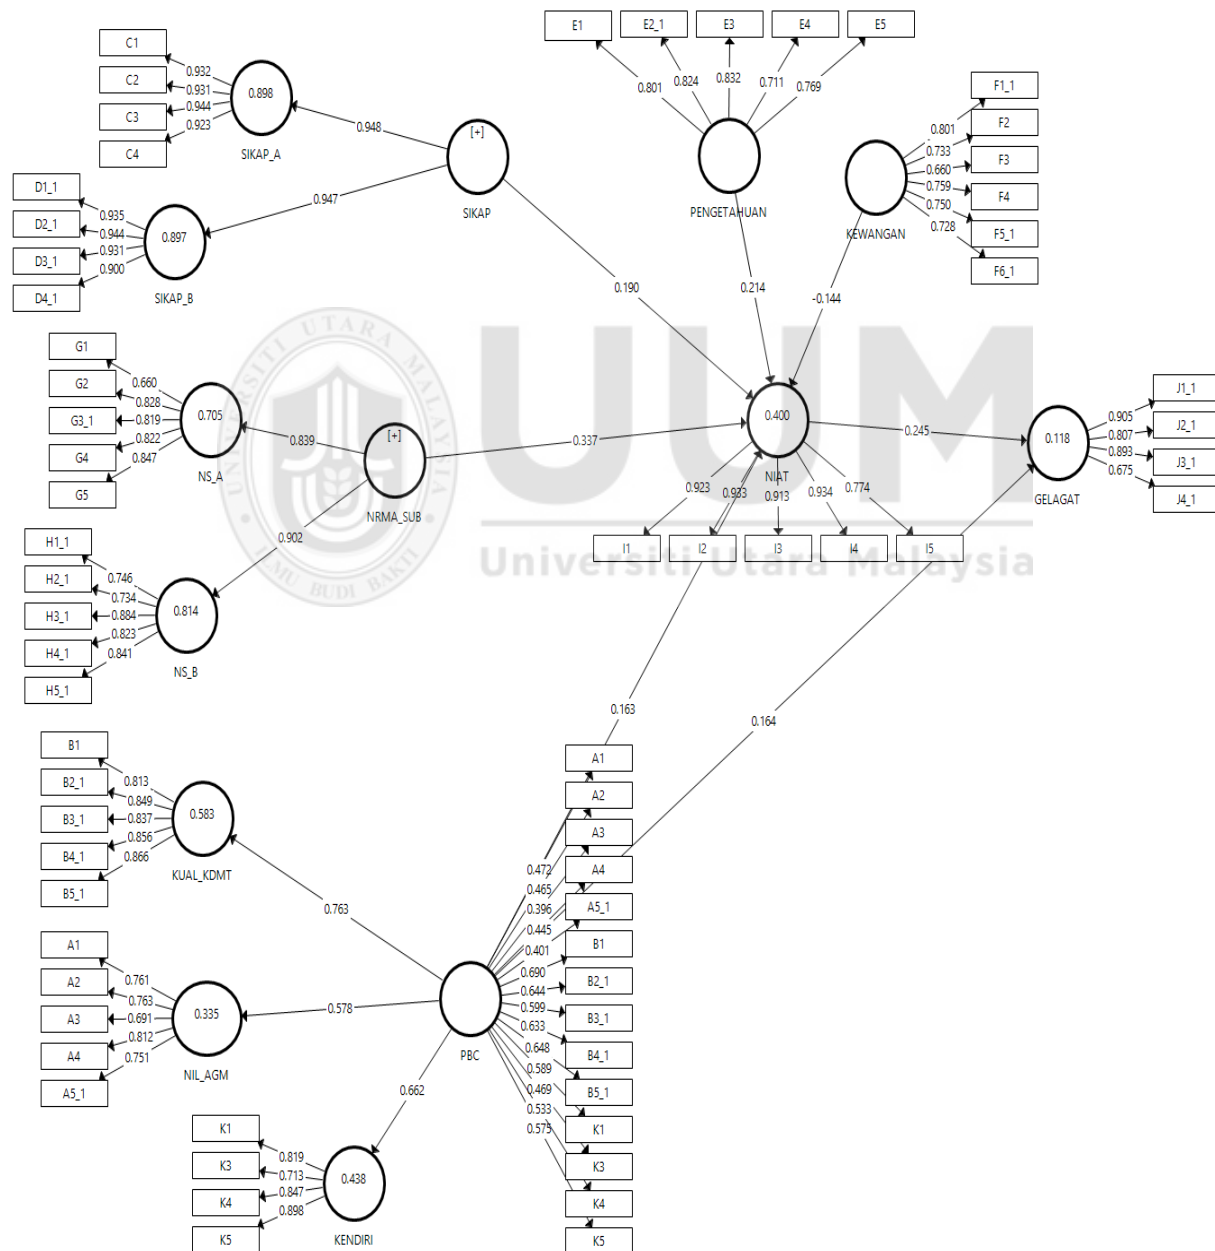 E1
E2_1
E3
E4
E5
0.801
0.824
0.832
0.711
0.769
PENGETAHUAN
C1
C2
C3
C4
0.932
0.931
0.944
0.923
0.898
SIKAP_A
0.948
[+]
SIKAP
0.947
D1_1
D2_1
D3_1
D4_1
0.935
0.944
0.931
0.900
0.897
SIKAP_B
F1_1
F2
F3
F4
F5_1
F6_1
0.801
0.733
0.660
0.759
0.750
0.728
KEWANGAN
0.190
0.214
-0.144
G1
G2
G3_1
G4
G5
0.660
0.828
0.819
0.822
0.847
0.705
NS_A
0.839
[+]
NRMA_SUB
0.902
0.337
0.400
NIAT
0.923
0.933
0.913
0.934
0.774
I1
I2
I3
I4
I5
0.245
0.118
GELAGAT
0.905
0.807
0.893
0.675
J1_1
J2_1
J3_1
J4_1
UNIVERSITI UTARA MALAYSIA
ILMU BUDI BAKTI
UUM
Universiti Utara Malaysia
H1_1
H2_1
H3_1
H4_1
H5_1
0.746
0.734
0.884
0.823
0.841
0.814
NS_B
0.163
0.164
B1
B2_1
B3_1
B4_1
B5_1
0.813
0.849
0.837
0.856
0.866
0.583
KUAL_KDMT
0.763
A1
A2
A3
A4
A5_1
0.761
0.763
0.691
0.812
0.751
0.335
NIL_AGM
0.578
PBC
0.662
K1
K3
K4
K5
0.819
0.713
0.847
0.898
0.438
KENDIRI
0.472
0.465
0.396
0.445
0.401
0.690
0.644
0.599
0.633
0.648
0.589
0.469
0.533
0.575
A1
A2
A3
A4
A5_1
B1
B2_1
B3_1
B4_1
B5_1
K1
K3
K4
K5